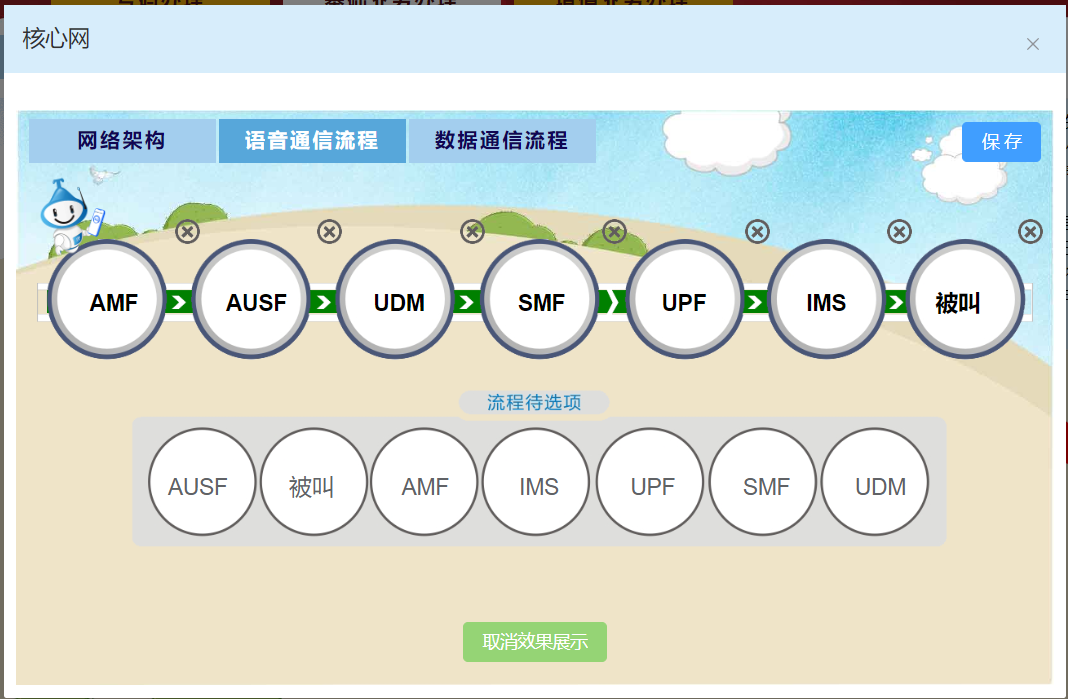 核心网
网络架构 语音通信流程 数据通信流程 保存
AMF AUSF UDM SMF UPF IMS 被叫
流程待选项
AUSF 被叫 AMF IMS UPF SMF UDM
取消效果展示